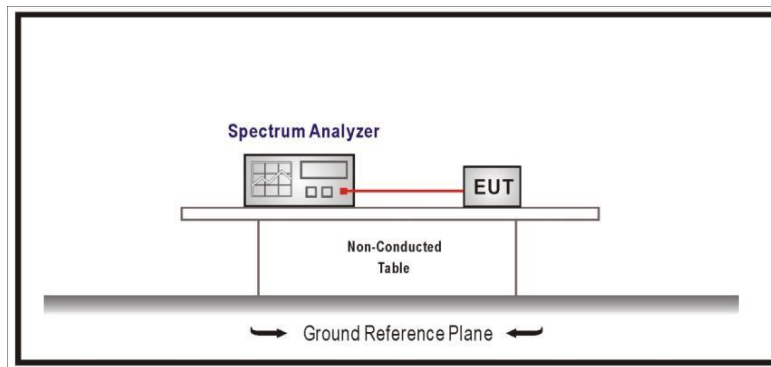 Spectrum Analyzer
EUT
Non-Conducted
Table
Ground Reference Plane